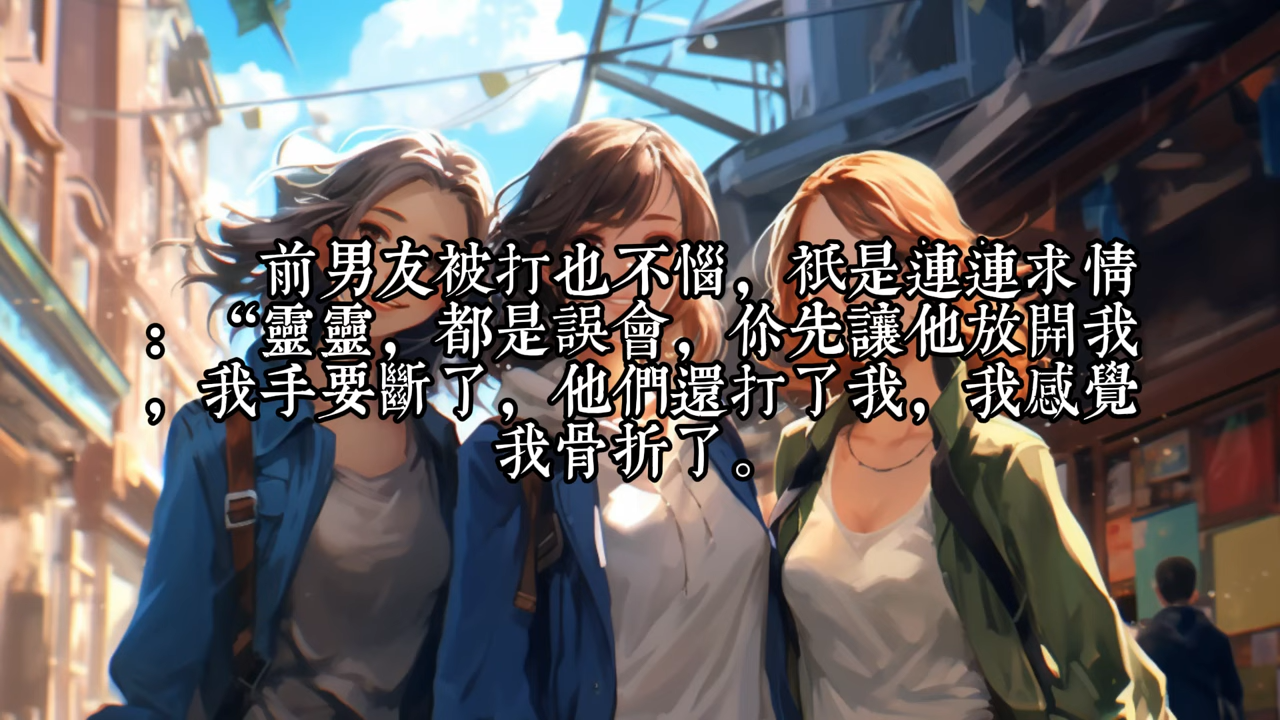 前男友被打也不惱，祇是連連求情
：“靈靈，都是誤會，你先讓他放開我
，我手要斷了，他們還打了我，我感覺
我骨折了。